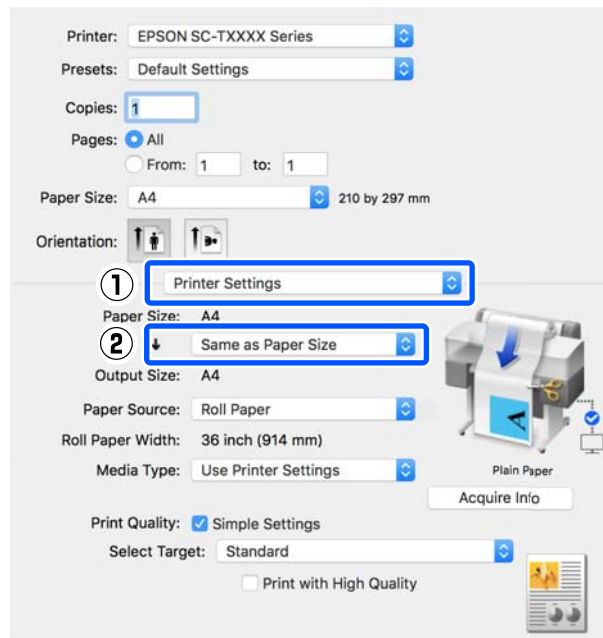 Printer: EPSON SC-TXXXX Series
Presets: Default Settings
Copies: 1
Pages: All
From: 1 to: 1
Paper Size: A4 210 by 297 mm
Orientation:
① Printer Settings
Paper Size: A4
② Same as Paper Size
Output Size: A4
Paper Source: Roll Paper
Roll Paper Width: 36 inch (914 mm)
Media Type: Use Printer Settings
Plain Paper
Acquire Info
Print Quality: Simple Settings
Select Target: Standard
Print with High Quality